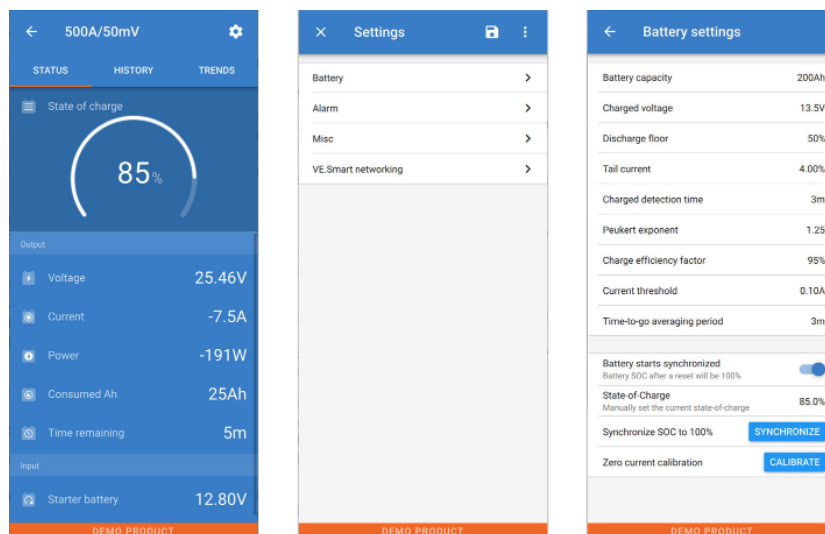 500A/50mV
STATUS HISTORY TRENDS
State of charge
85%
Output
Voltage 25.46V
Current -7.5A
Power -191W
Consumed Ah 25Ah
Time remaining 5m
Input
Starter battery 12.80V
DEMO PRODUCT
Settings
Battery
Alarm
Misc
VE.Smart networking
DEMO PRODUCT
Battery settings
Battery capacity 200Ah
Charged voltage 13.5V
Discharge floor 50%
Tail current 4.00%
Charged detection time 3m
Peukert exponent 1.25
Charge efficiency factor 95%
Current threshold 0.10A
Time-to-go averaging period 3m
Battery starts synchronized
Battery SOC after a reset will be 100%
State-of-Charge 85.0%
Manually set the current state-of-charge
Synchronize SOC to 100% SYNCHRONIZE
Zero current calibration CALIBRATE
DEMO PRODUCT